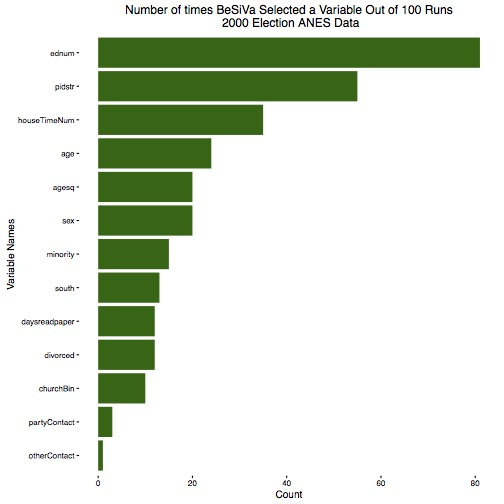 Number of times BeSiVa Selected a Variable Out of 100 Runs
2000 Election ANES Data
Variable Names
ednum
pidstr
houseTimeNum
age
agesq
sex
minority
south
daysreadpaper
divorced
churchBin
partyContact
otherContact
0 20 40 60 80
Count